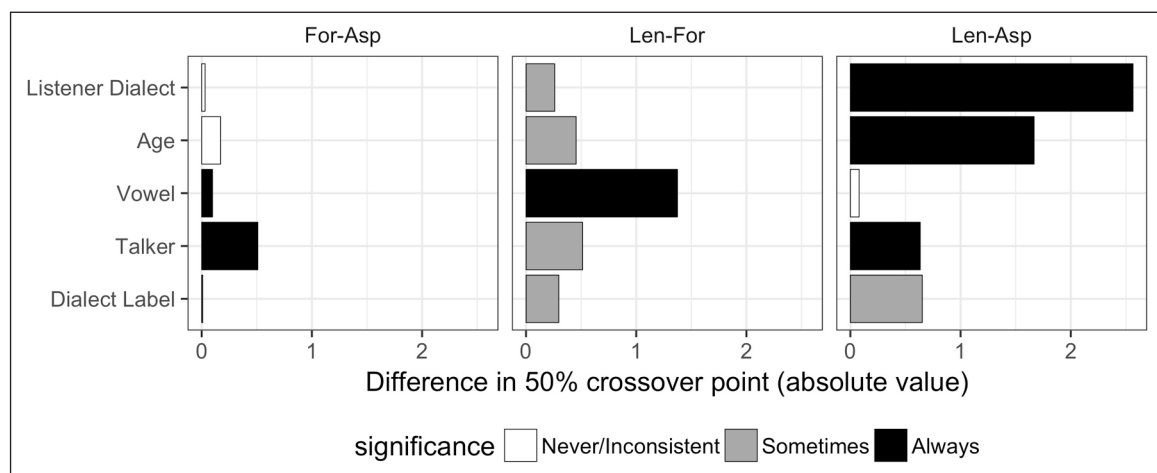 For-Asp Len-For Len-Asp
Listener Dialect
Age
Vowel
Talker
Dialect Label
0 1 2 0 1 2 0 1 2
Difference in 50% crossover point (absolute value)
significance Never/Inconsistent Sometimes Always